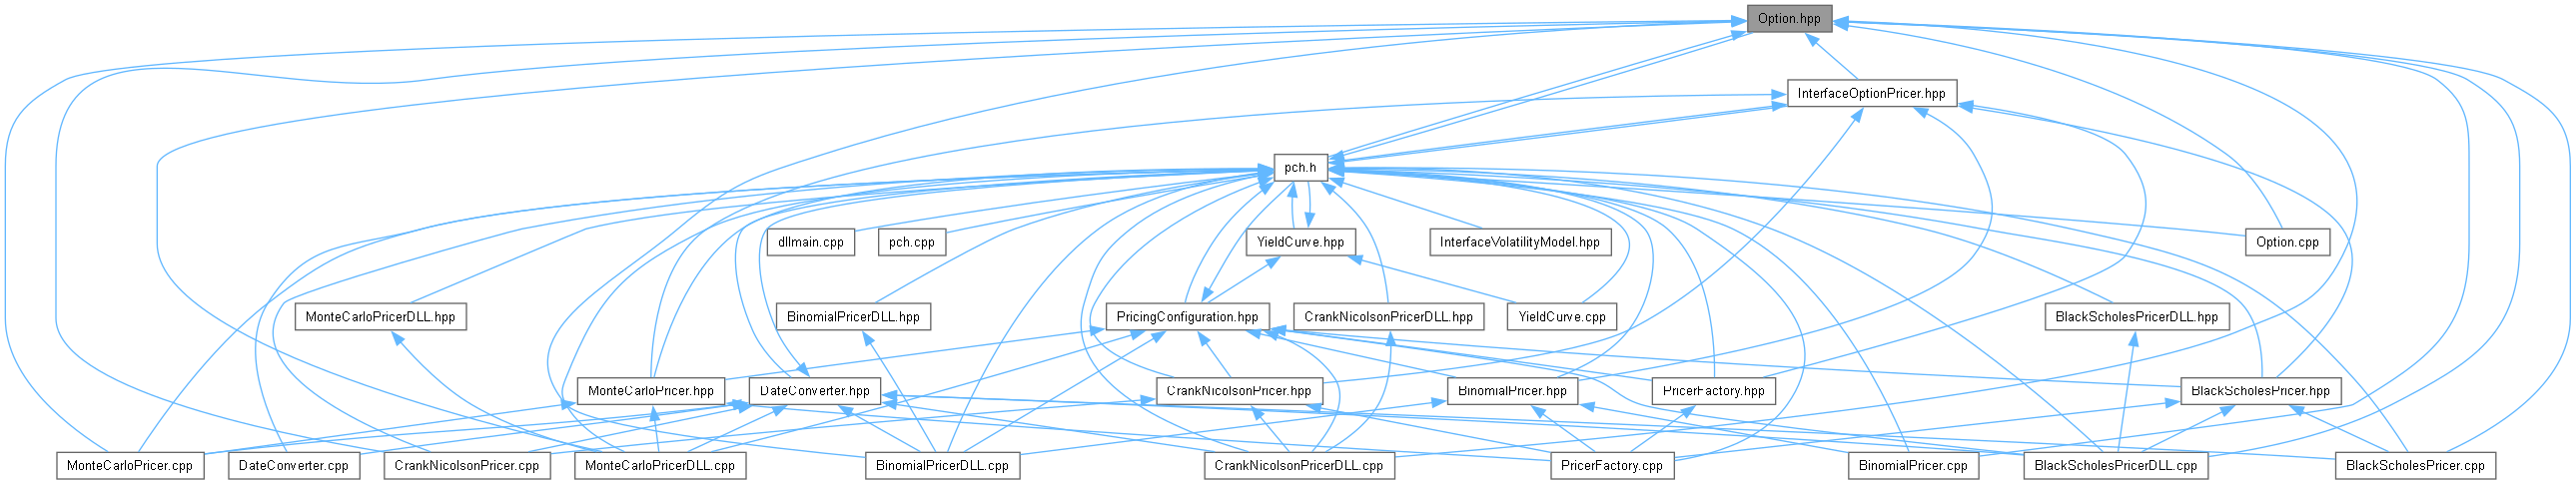 Option.hpp
InterfaceOptionPricer.hpp
pch.h
dllmain.cpp
pch.cpp
YieldCurve.hpp
InterfaceVolatilityModel.hpp
Option.cpp
MonteCarloPricerDLL.hpp
BinomialPricerDLL.hpp
PricingConfiguration.hpp
CrankNicolsonPricerDLL.hpp
YieldCurve.cpp
BlackScholesPricerDLL.hpp
MonteCarloPricer.hpp
DateConverter.hpp
CrankNicolsonPricer.hpp
BinomialPricer.hpp
PricerFactory.hpp
BlackScholesPricer.hpp
MonteCarloPricer.cpp
DateConverter.cpp
CrankNicolsonPricer.cpp
MonteCarloPricerDLL.cpp
BinomialPricerDLL.cpp
CrankNicolsonPricerDLL.cpp
PricerFactory.cpp
BinomialPricer.cpp
BlackScholesPricerDLL.cpp
BlackScholesPricer.cpp